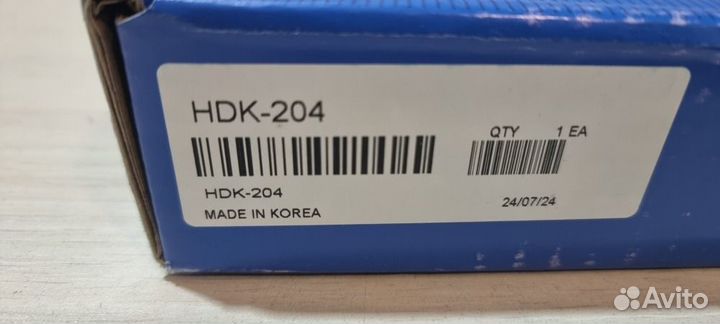 HDK-204
QTY 1 EA
HDK-204
MADE IN KOREA
24/07/24
Avito